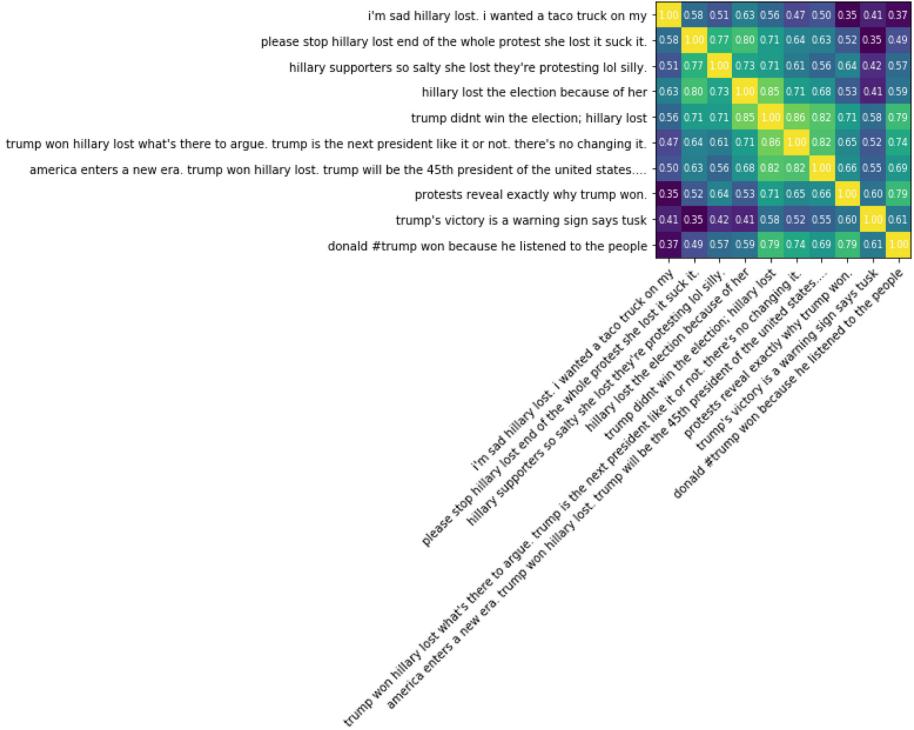 i'm sad hillary lost. i wanted a taco truck on my 1.00 0.58 0.51 0.63 0.56 0.47 0.50 0.35 0.41 0.37
please stop hillary lost end of the whole protest she lost it suck it. 0.58 1.00 0.77 0.80 0.71 0.64 0.63 0.52 0.35 0.49
hillary supporters so salty she lost they're protesting lol silly. 0.51 0.77 1.00 0.73 0.71 0.61 0.56 0.64 0.42 0.57
hillary lost the election because of her 0.63 0.80 0.73 1.00 0.85 0.71 0.68 0.53 0.41 0.59
trump didnt win the election; hillary lost 0.56 0.71 0.71 0.85 1.00 0.86 0.82 0.71 0.58 0.79
trump won hillary lost what's there to argue. trump is the next president like it or not. there's no changing it. 0.47 0.64 0.61 0.71 0.86 1.00 0.82 0.65 0.52 0.74
america enters a new era. trump won hillary lost. trump will be the 45th president of the united states.... 0.50 0.63 0.56 0.68 0.82 0.82 1.00 0.66 0.55 0.69
protests reveal exactly why trump won. 0.35 0.52 0.64 0.53 0.71 0.65 0.66 1.00 0.60 0.79
trump's victory is a warning sign says tusk 0.41 0.35 0.42 0.41 0.58 0.52 0.55 0.60 1.00 0.61
donald #trump won because he listened to the people 0.37 0.49 0.57 0.59 0.79 0.74 0.69 0.79 0.61 1.00
i'm sad hillary lost. i wanted a taco truck on my
please stop hillary lost end of the whole protest she lost it suck it.
hillary supporters so salty she lost they're protesting lol silly.
hillary lost the election because of her
trump didnt win the election; hillary lost
trump won hillary lost what's there to argue. trump is the next president like it or not. there's no changing it.
america enters a new era. trump won hillary lost. trump will be the 45th president of the united states....
protests reveal exactly why trump won.
trump's victory is a warning sign says tusk
donald #trump won because he listened to the people